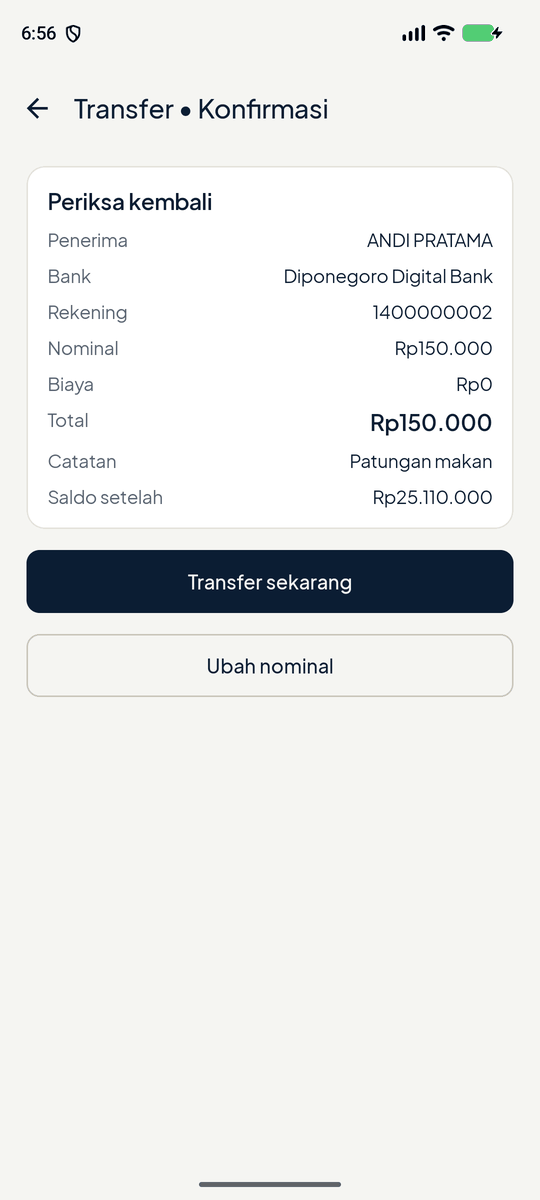 6:56
Transfer • Konfirmasi
Periksa kembali
Penerima ANDI PRATAMA
Bank Diponegoro Digital Bank
Rekening 1400000002
Nominal Rp150.000
Biaya Rp0
Total Rp150.000
Catatan Patungan makan
Saldo setelah Rp25.110.000
Transfer sekarang
Ubah nominal